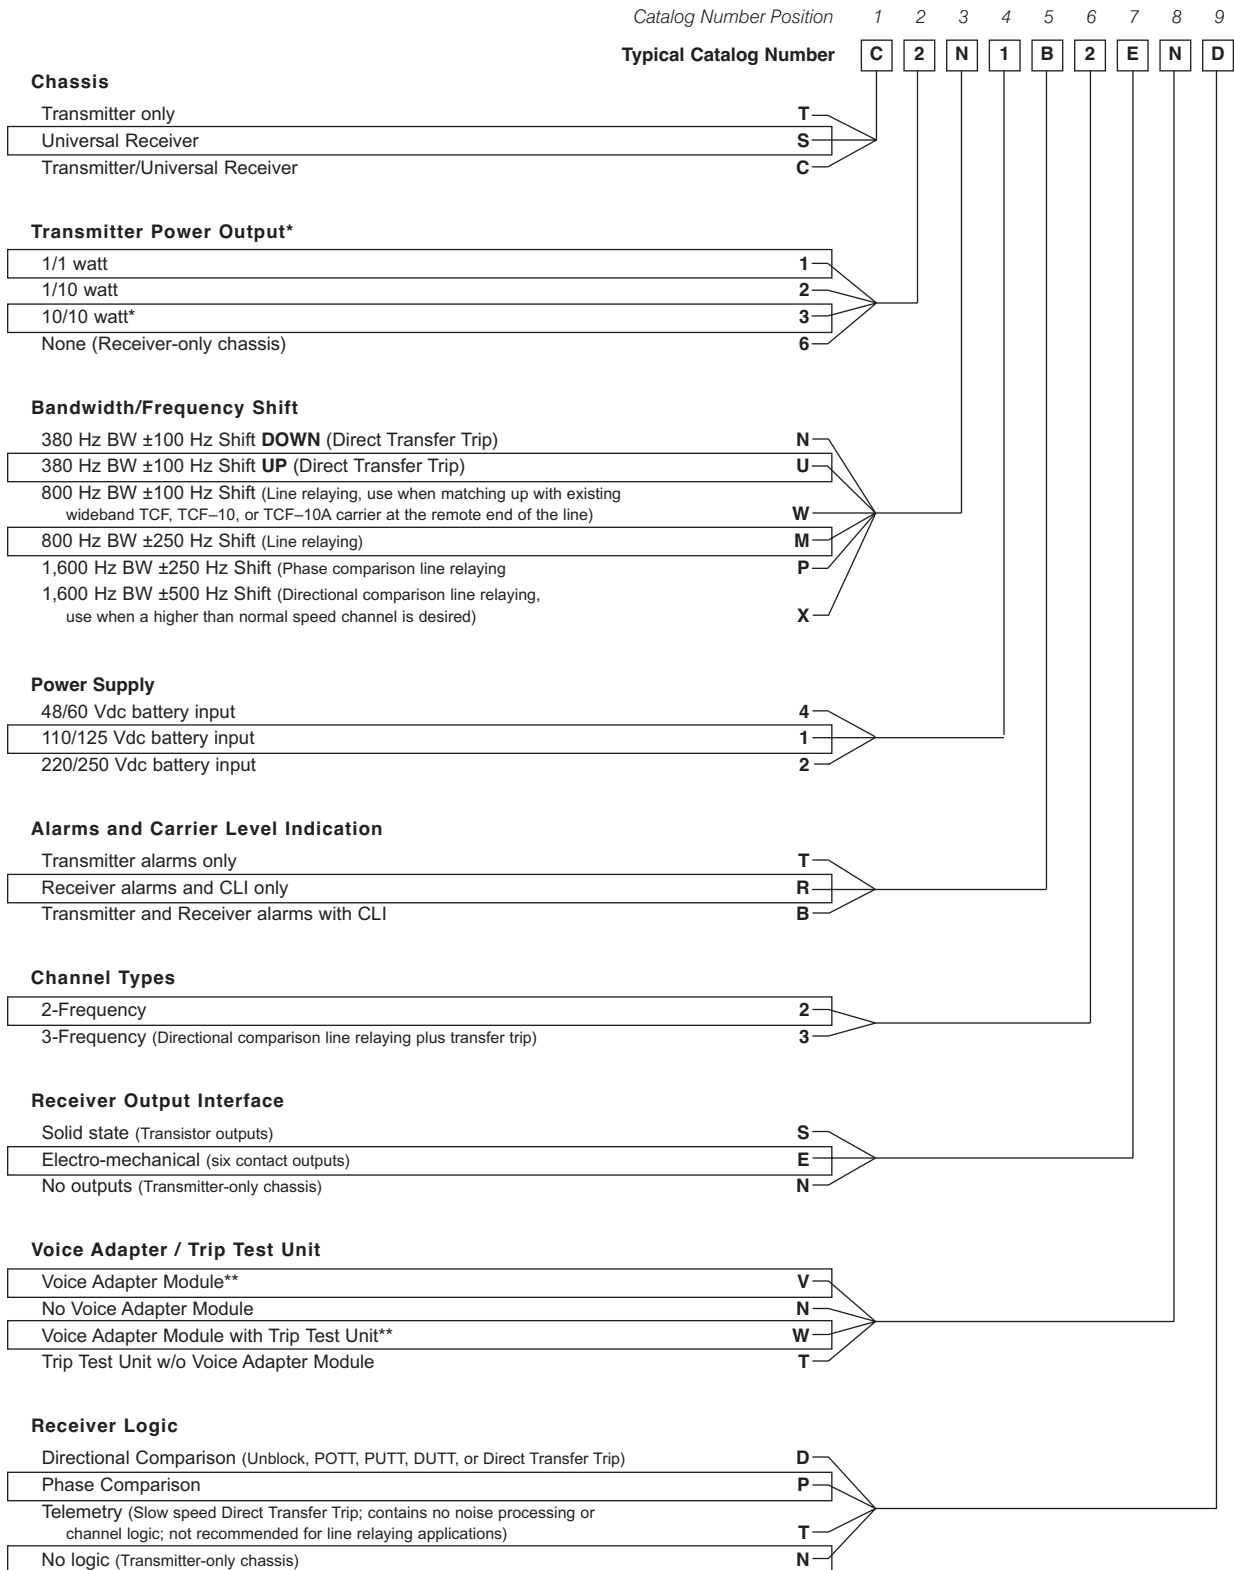 Catalog Number Position 1 2 3 4 5 6 7 8 9
Typical Catalog Number C 2 N 1 B 2 E N D
Chassis
Transmitter only T
Universal Receiver S
Transmitter/Universal Receiver C
Transmitter Power Output*
1/1 watt 1
1/10 watt 2
10/10 watt* 3
None (Receiver-only chassis) 6
Bandwidth/Frequency Shift
380 Hz BW ±100 Hz Shift DOWN (Direct Transfer Trip) N
380 Hz BW ±100 Hz Shift UP (Direct Transfer Trip) U
800 Hz BW ±100 Hz Shift (Line relaying, use when matching up with existing
wideband TCF, TCF–10, or TCF–10A carrier at the remote end of the line) W
800 Hz BW ±250 Hz Shift (Line relaying) M
1,600 Hz BW ±250 Hz Shift (Phase comparison line relaying P
1,600 Hz BW ±500 Hz Shift (Directional comparison line relaying,
use when a higher than normal speed channel is desired) X
Power Supply
48/60 Vdc battery input 4
110/125 Vdc battery input 1
220/250 Vdc battery input 2
Alarms and Carrier Level Indication
Transmitter alarms only T
Receiver alarms and CLI only R
Transmitter and Receiver alarms with CLI B
Channel Types
2-Frequency 2
3-Frequency (Directional comparison line relaying plus transfer trip) 3
Receiver Output Interface
Solid state (Transistor outputs) S
Electro-mechanical (six contact outputs) E
No outputs (Transmitter-only chassis) N
Voice Adapter / Trip Test Unit
Voice Adapter Module** V
No Voice Adapter Module N
Voice Adapter Module with Trip Test Unit** W
Trip Test Unit w/o Voice Adapter Module T
Receiver Logic
Directional Comparison (Unblock, POTT, PUTT, DUTT, or Direct Transfer Trip) D
Phase Comparison P
Telemetry (Slow speed Direct Transfer Trip; contains no noise processing or
channel logic; not recommended for line relaying applications) T
No logic (Transmitter-only chassis) N